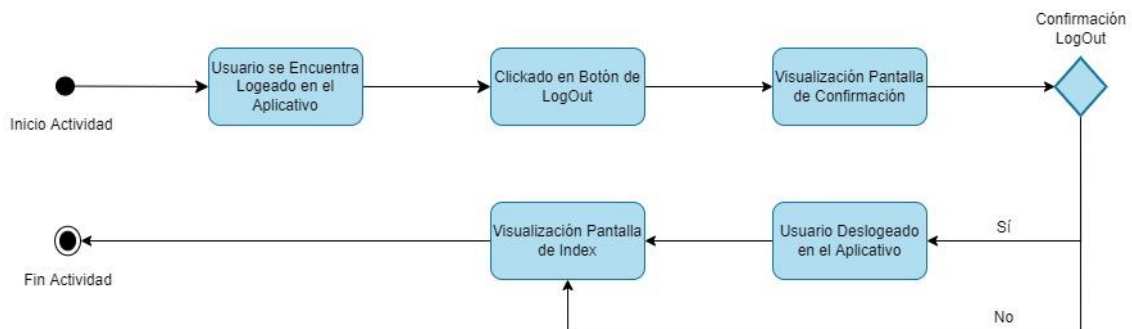 Confirmación
LogOut
Usuario se Encuentra
Logeado en el
Aplicativo
Clickado en Botón de
LogOut
Visualización Pantalla
de Confirmación
Inicio Actividad
Visualización Pantalla
de Index
Usuario Deslogeado
en el Aplicativo
Sí
Fin Actividad
No